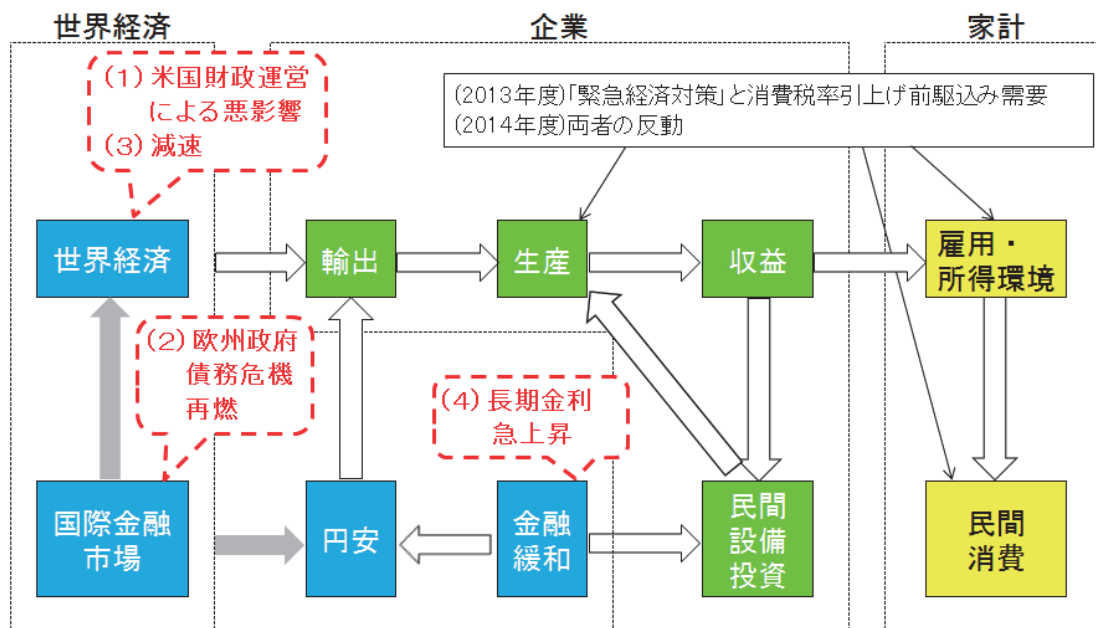 世界経済
企業
家計
(1) 米国財政運営
による悪影響
(3) 減速
(2013年度)「緊急経済対策」と消費税率引上げ前駆込み需要
(2014年度)両者の反動
世界経済
輸出
生産
収益
雇用・
所得環境
(2) 欧州政府
債務危機
再燃
(4) 長期金利
急上昇
国際金融
市場
円安
金融
緩和
民間
設備
投資
民間
消費